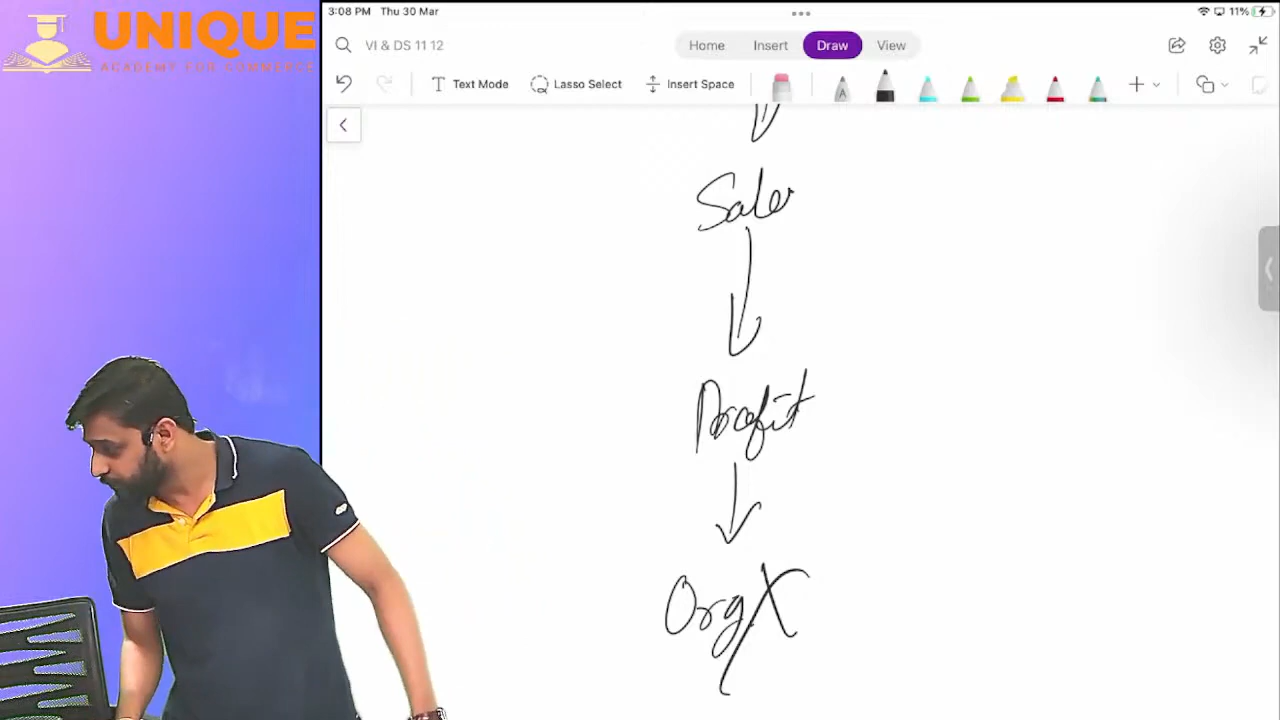 UNIQUE
ACADEMY FOR COMMERCE
3:08 PM Thu 30 Mar
11%
VI & DS 11 12
Home Insert Draw View
Text Mode Lasso Select Insert Space
A
Sales
Profit
Org X